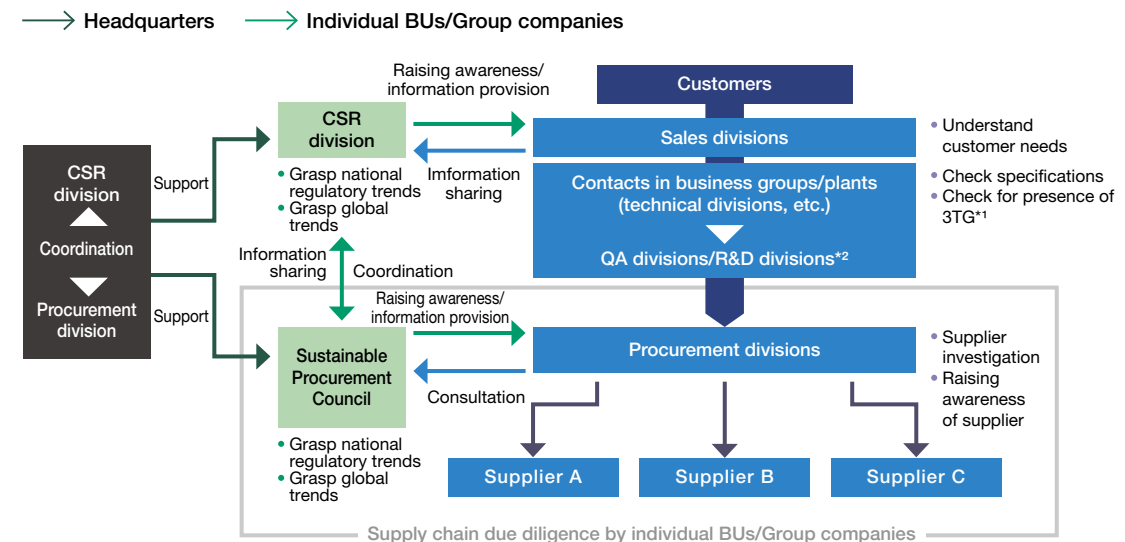 Headquarters
Individual BUs/Group companies
Raising awareness/
information provision
Customers
CSR
division
Sales divisions
• Understand
customer needs
CSR
division
Coordination
Procurement
division
Support
Imformation
sharing
• Grasp national
regulatory trends
• Grasp global
trends
Contacts in business groups/plants
(technical divisions, etc.)
QA divisions/R&D divisions*2
• Check specifications
• Check for presence of
3TG*1
Information
sharing
Coordination
Support
Raising awareness/
information provision
Sustainable
Procurement
Council
Procurement divisions
• Supplier
investigation
• Raising
awareness
of supplier
Consultation
• Grasp national
regulatory trends
• Grasp global
trends
Supplier A
Supplier B
Supplier C
Supply chain due diligence by individual BUs/Group companies